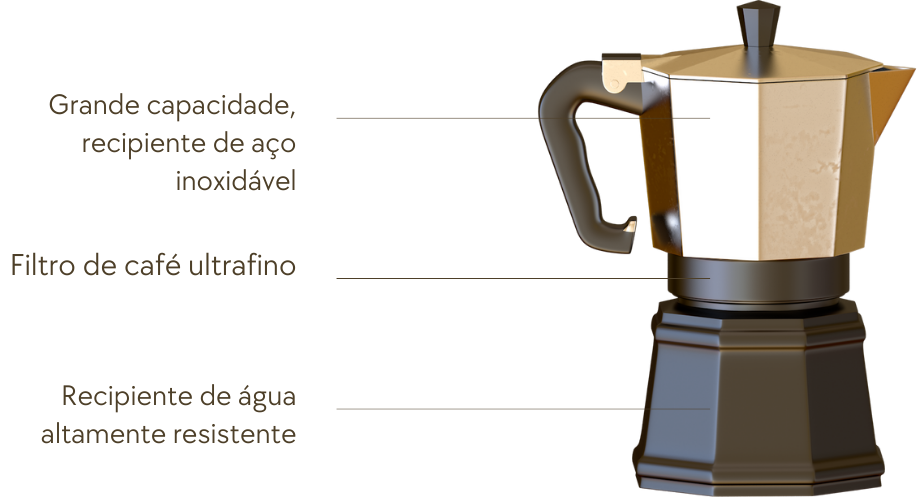 Grande capacidade,
recipiente de aço
inoxidável
Filtro de café ultrafino
Recipiente de água
altamente resistente